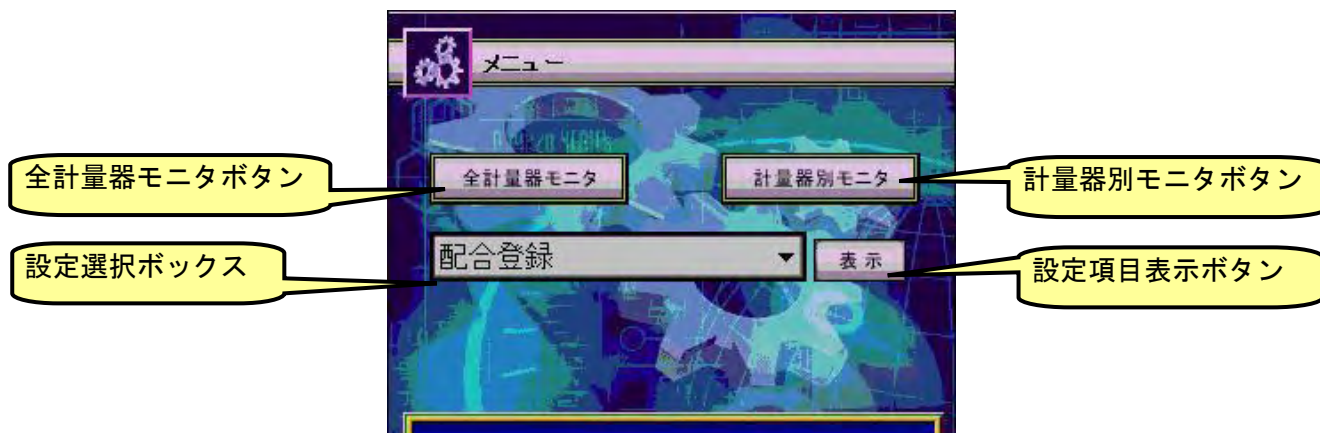 メニュー
全計量器モニタボタン
全計量器モニタ
計量器別モニタ
計量器別モニタボタン
設定選択ボックス
配合登録
表示
設定項目表示ボタン